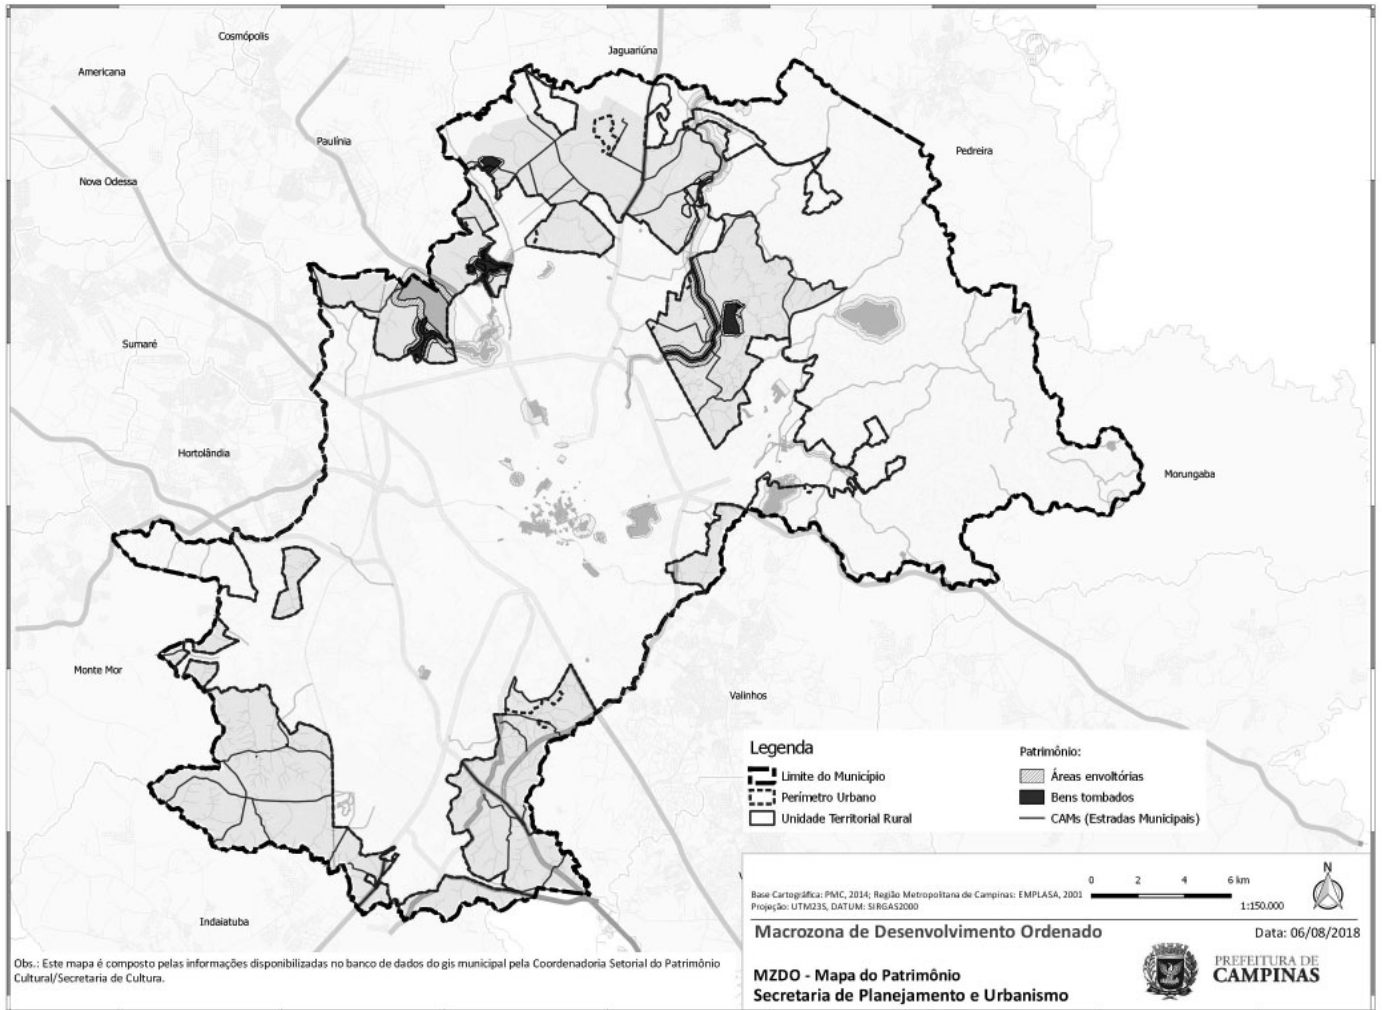 Cosmópolis
Jaguariúna
Americana
Paulínia
Pedreira
Nova Odessa
Sumaré
Hortolândia
Morungaba
Monte Mor
Valinhos
Indaiatuba
Legenda
Limite do Município
Perímetro Urbano
Unidade Territorial Rural
Patrimônio:
Áreas envoltórias
Bens tombados
CAMs (Estradas Municipais)
Base Cartográfica: PMC, 2014; Região Metropolitana de Campinas: EMPLASA, 2001
Projeção: UTM23S, DATUM: SIRGAS2000
0 2 4 6 km
1:150.000
N
Macrozona de Desenvolvimento Ordenado
Data: 06/08/2018
MZDO - Mapa do Patrimônio
Secretaria de Planejamento e Urbanismo
PREFEITURA DE
CAMPINAS
Obs.: Este mapa é composto pelas informações disponibilizadas no banco de dados do gis municipal pela Coordenadoria Setorial do Patrimônio
Cultural/Secretaria de Cultura.